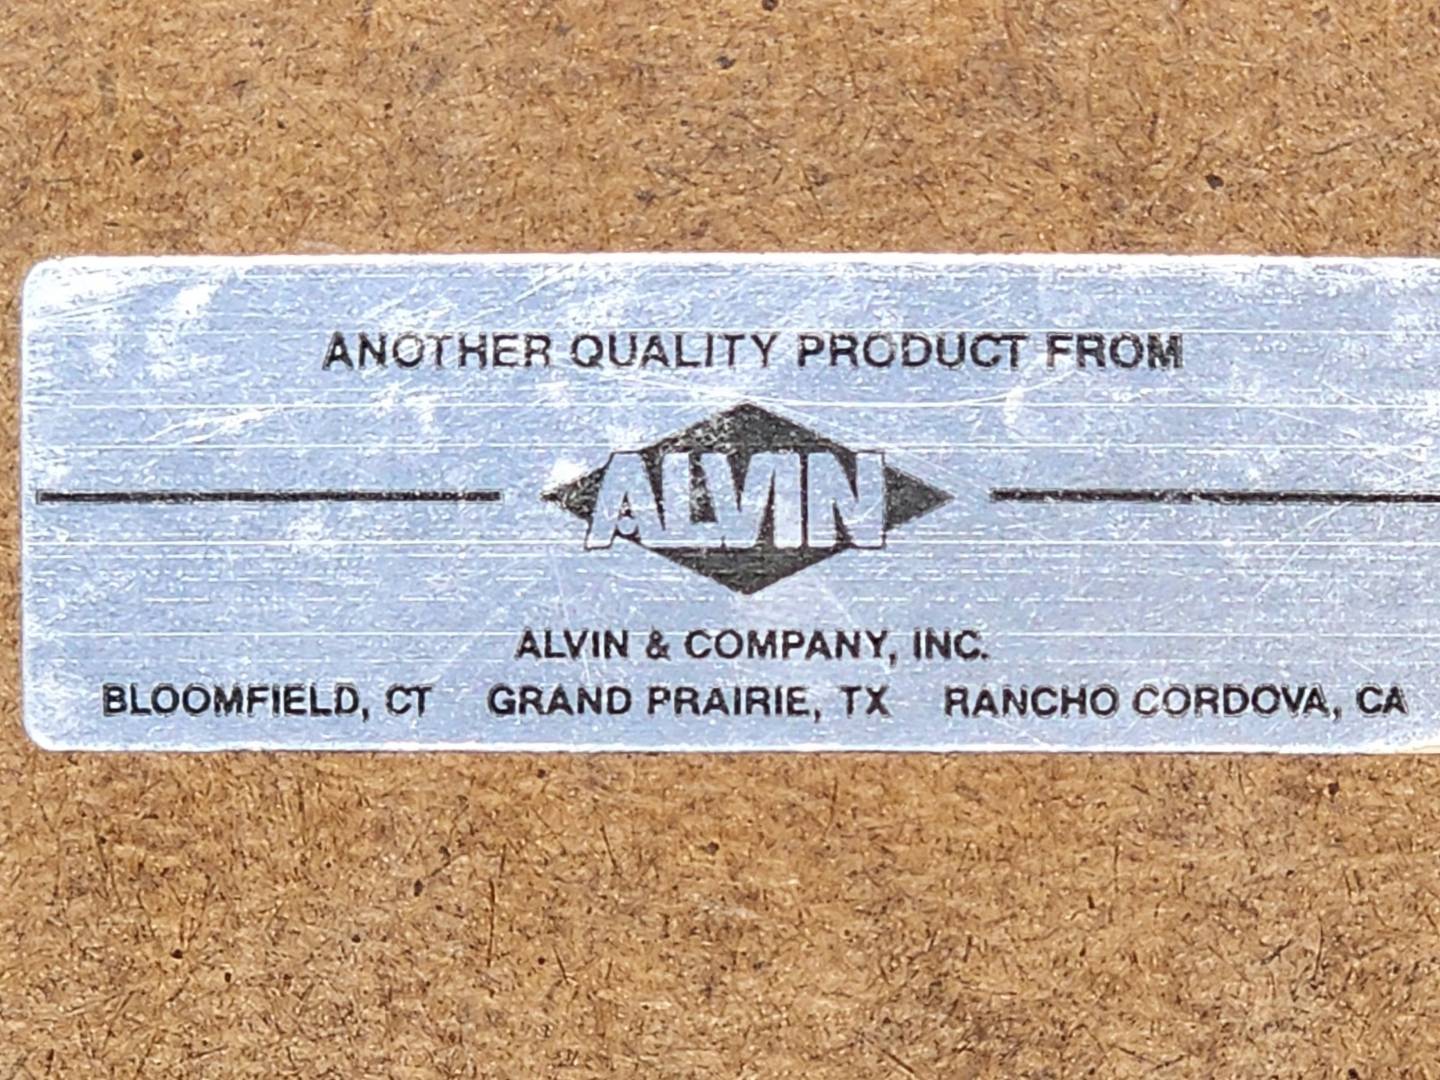 ANOTHER QUALITY PRODUCT FROM
ALVIN
ALVIN & COMPANY, INC.
BLOOMFIELD, CT GRAND PRAIRIE, TX RANCHO CORDOVA, CA